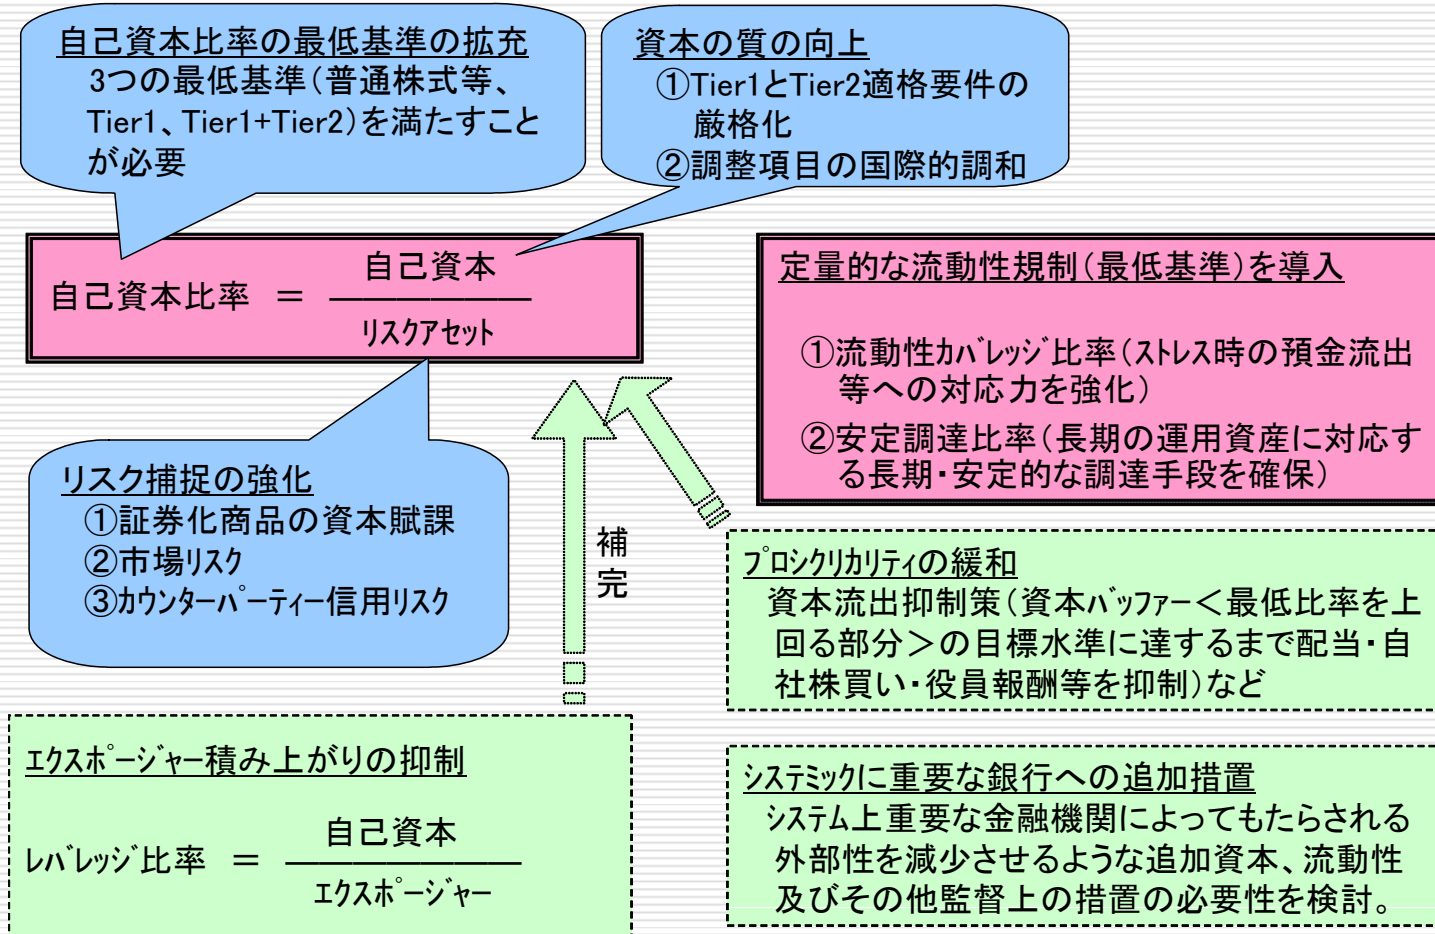 自己資本比率の最低基準の拡充
3つの最低基準（普通株式等、
Tier1、Tier1+Tier2）を満たすこと
が必要
資本の質の向上
①Tier1とTier2適格要件の
厳格化
②調整項目の国際的調和
自己資本比率 ＝ 自己資本
リスクアセット
定量的な流動性規制（最低基準）を導入
①流動性ｶﾊﾞﾚｯｼﾞ比率（ストレス時の預金流出
等への対応力を強化）
②安定調達比率（長期の運用資産に対応す
る長期・安定的な調達手段を確保）
リスク捕捉の強化
①証券化商品の資本賦課
②市場リスク
③カウンターパーティー信用リスク
補
完
プロシクリカリティの緩和
資本流出抑制策（資本バッファー＜最低比率を上
回る部分＞の目標水準に達するまで配当・自
社株買い・役員報酬等を抑制）など
エクスポージャー積み上がりの抑制
レバレッジ比率 ＝ 自己資本
エクスポージャー
システミックに重要な銀行への追加措置
システム上重要な金融機関によってもたらされる
外部性を減少させるような追加資本、流動性
及びその他監督上の措置の必要性を検討。